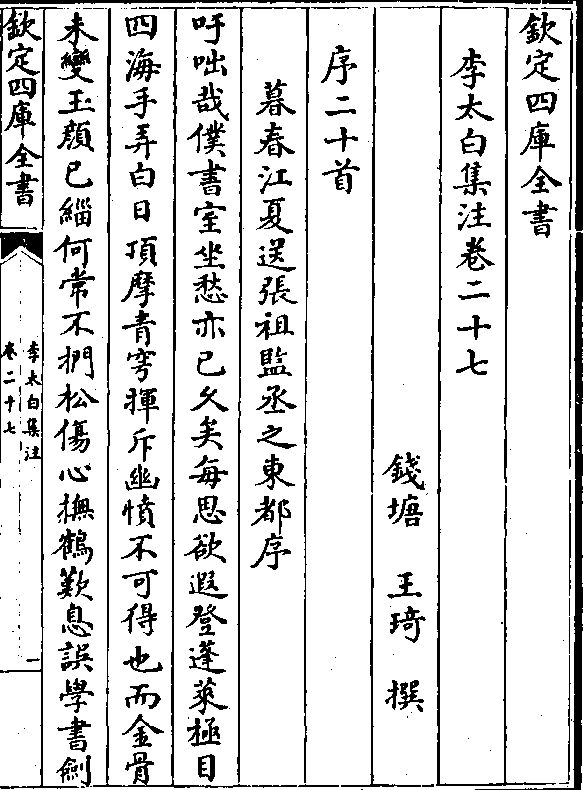 欽定四庫全書
李太白集注卷二十七
錢塘 王琦 撰
序二十首
暮春江夏送張祖監丞之東都序
吁咄哉僕書室坐愁亦已久矣每思欲遐登蓬萊極目
四海手弄白日頂摩青穹揮斥幽憤不可得也而金骨
未變玉顏已緇何常不捫松傷心撫鶴歎息誤學書劍
欽定四庫全書
李太白集注
卷二十七
一